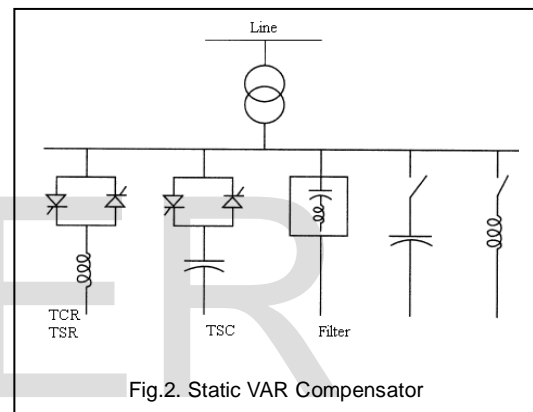 Line
TCR
TSR
TSC
Filter
Fig.2. Static VAR Compensator